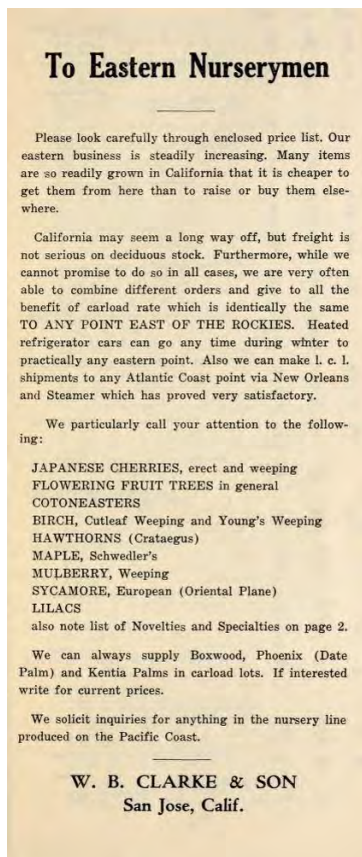 To Eastern Nurserymen
Please look carefully through enclosed price list. Our
eastern business is steadily increasing. Many items
are so readily grown in California that it is cheaper to
get them from here than to raise or buy them else-
where.
California may seem a long way off, but freight is
not serious on deciduous stock. Furthermore, while we
cannot promise to do so in all cases, we are very often
able to combine different orders and give to all the
benefit of carload rate which is identically the same
TO ANY POINT EAST OF THE ROCKIES. Heated
refrigerator cars can go any time during winter to
practically any eastern point. Also we can make l. c. l.
shipments to any Atlantic Coast point via New Orleans
and Steamer which has proved very satisfactory.
We particularly call your attention to the follow-
ing:
JAPANESE CHERRIES, erect and weeping
FLOWERING FRUIT TREES in general
COTONEASTERS
BIRCH, Cutleaf Weeping and Young's Weeping
HAWTHORNS (Crataegus)
MAPLE, Schwedler's
MULBERRY, Weeping
SYCAMORE, European (Oriental Plane)
LILACS
also note list of Novelties and Specialties on page 2.
We can always supply Boxwood, Phoenix (Date
Palm) and Kentia Palms in carload lots. If interested
write for current prices.
We solicit inquiries for anything in the nursery line
produced on the Pacific Coast.
W. B. CLARKE & SON
San Jose, Calif.